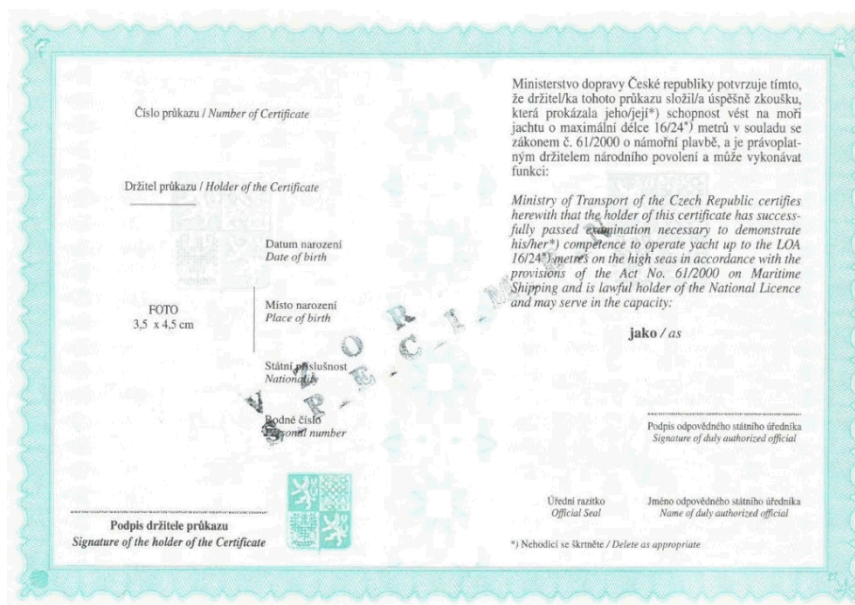 Číslo průkazu / Number of Certificate
Držitel průkazu / Holder of the Certificate
Datum narození
Date of birth
FOTO
3,5 x 4,5 cm
Místo narození
Place of birth
Státní příslušnost
Nationality
Rodné číslo
Personal number
Podpis držitele průkazu
Signature of the holder of the Certificate
VZOR
SPECIMEN
Ministerstvo dopravy České republiky potvrzuje tímto,
že držitel/ka tohoto průkazu složil/a úspěšně zkoušku,
která prokázala jeho/její*) schopnost vést na moři
jachtu o maximální délce 16/24*) metrů v souladu se
zákonem č. 61/2000 o námořní plavbě, a je právoplat-
ným držitelem národního povolení a může vykonávat
funkci:
Ministry of Transport of the Czech Republic certifies
herewith that the holder of this certificate has success-
fully passed examination necessary to demonstrate
his/her*) competence to operate yacht up to the LOA
16/24*) metres on the high seas in accordance with the
provisions of the Act No. 61/2000 on Maritime
Shipping and is lawful holder of the National Licence
and may serve in the capacity:
jako / as
Podpis odpovědného státního úředníka
Signature of duly authorized official
Úřední razítko
Official Seal
Jméno odpovědného státního úředníka
Name of duly authorized official
*) Nehodící se škrtněte / Delete as appropriate